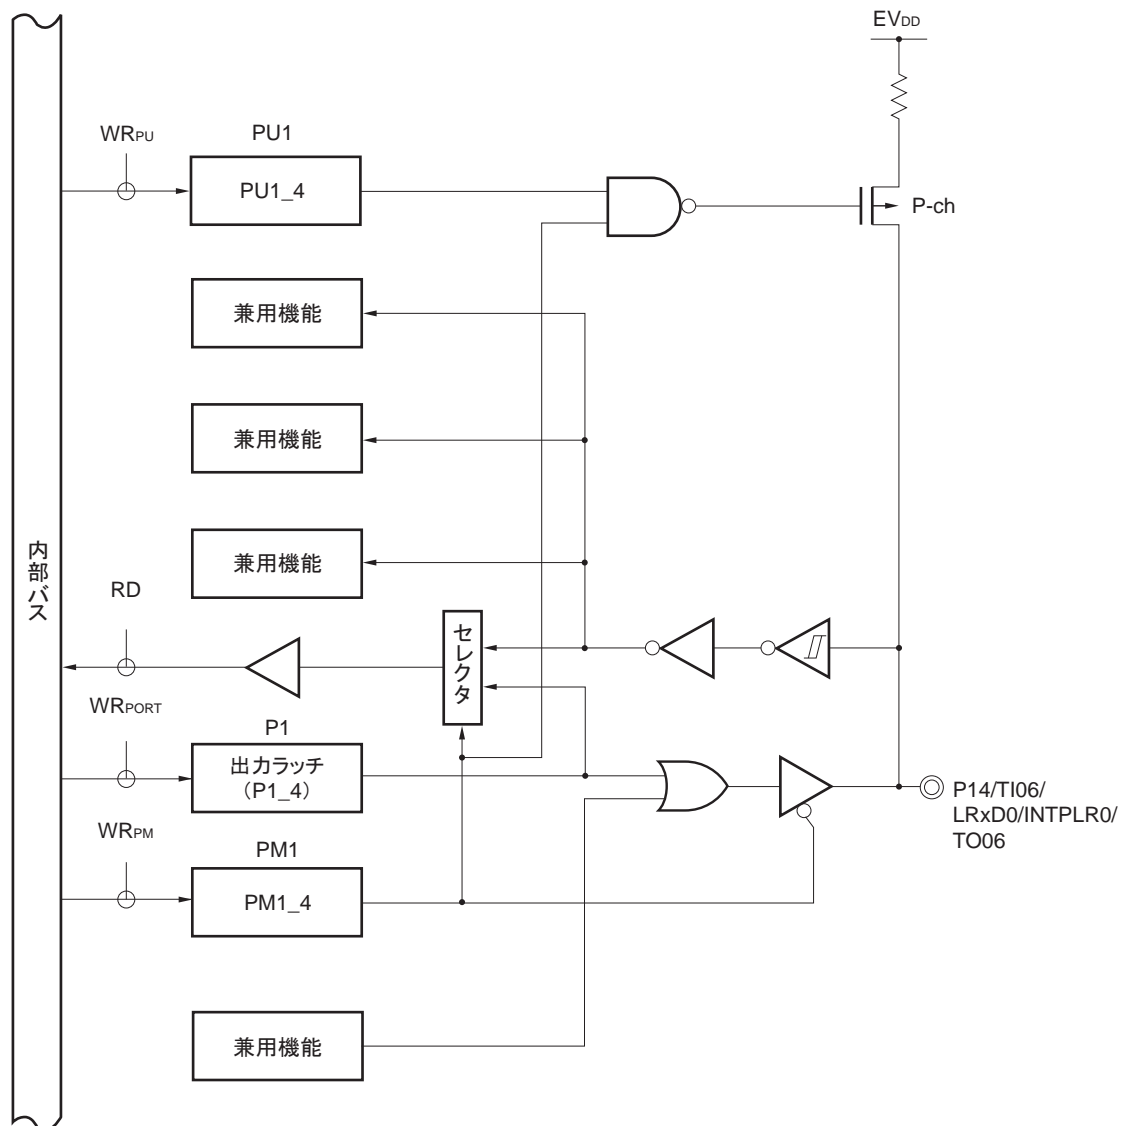 EVDD
WRPU
PU1
PU1_4
P-ch
兼用機能
兼用機能
兼用機能
内部バス
RD
セレクタ
WRPORT
P1
出力ラッチ
（P1_4）
P14/TI06/
LRxD0/INTPLR0/
TO06
WRPM
PM1
PM1_4
兼用機能